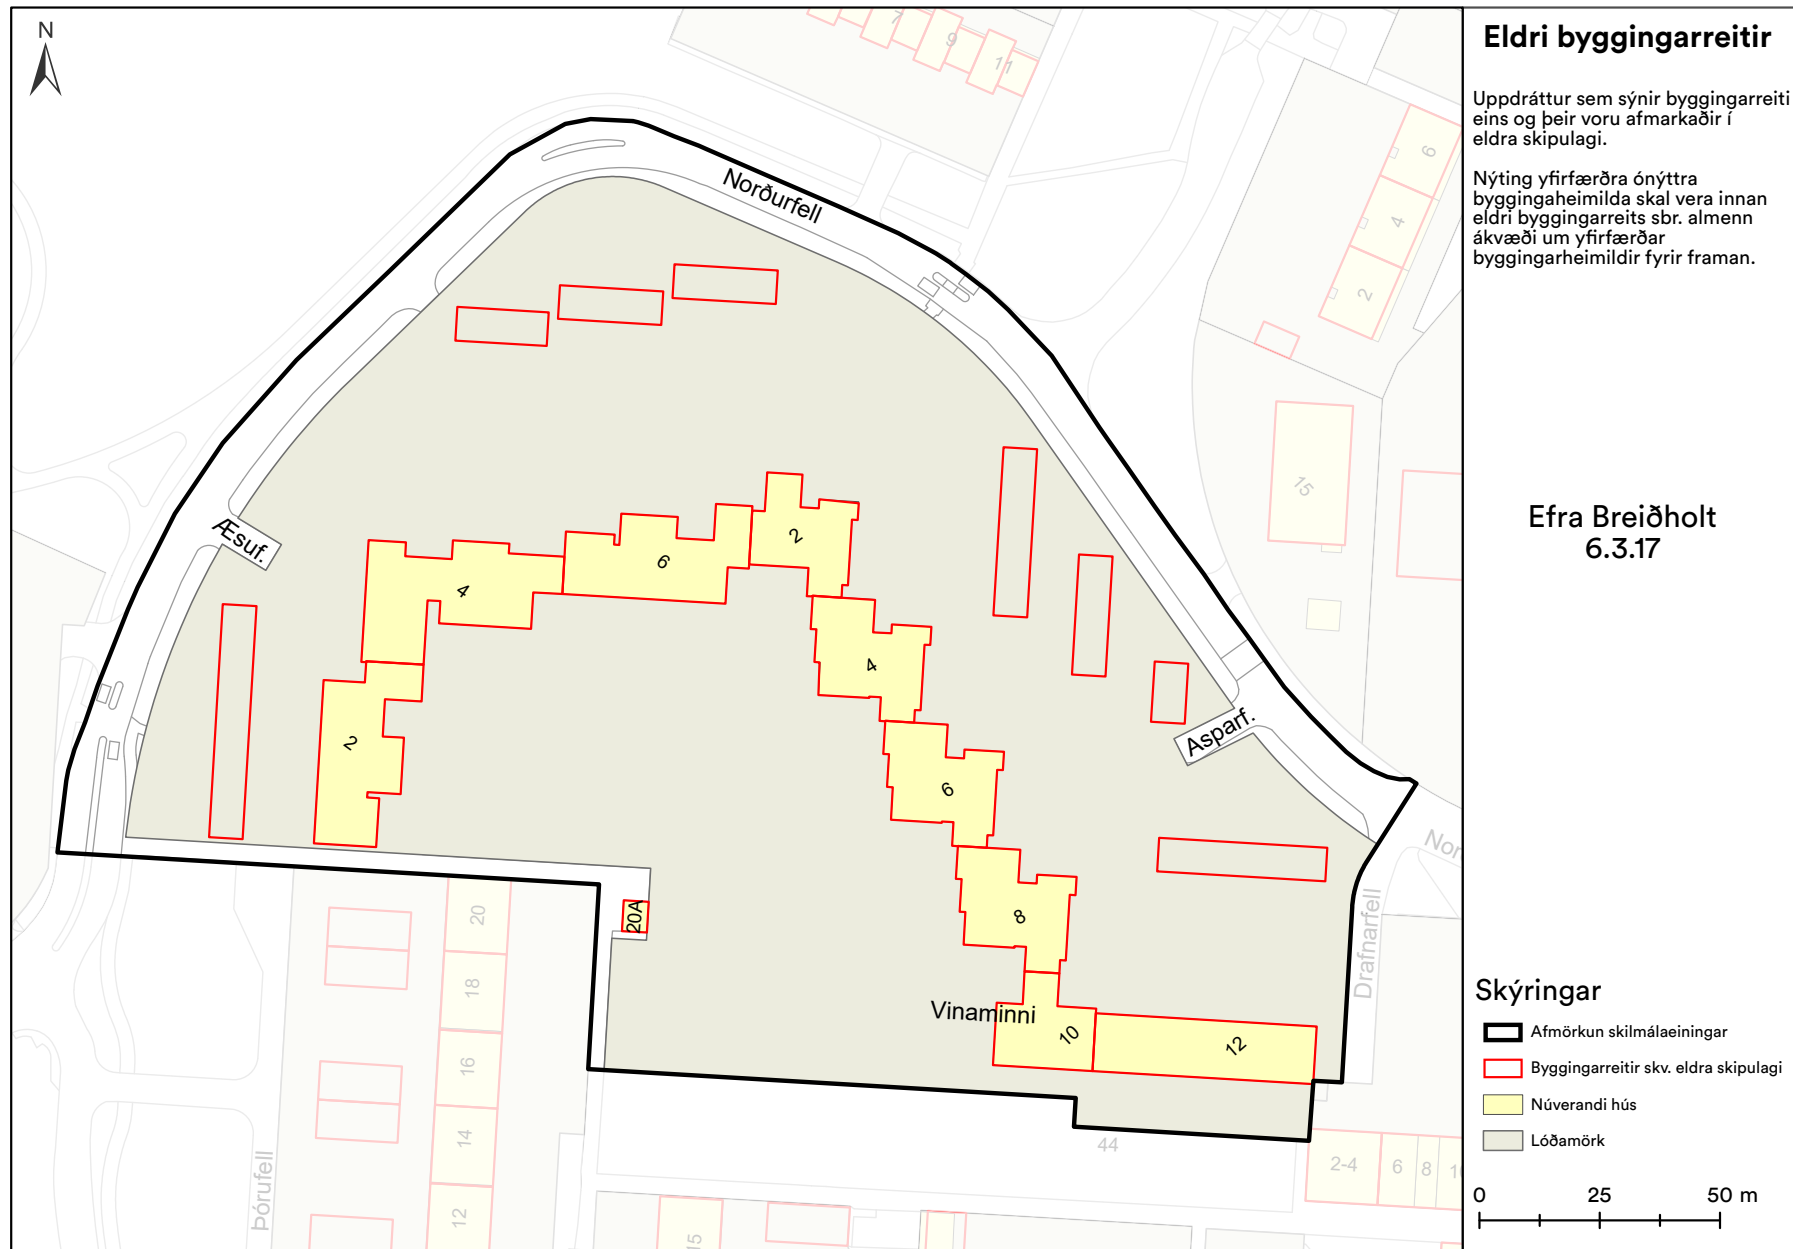 Eldri byggingarreitir
Uppdráttur sem sýnir byggingarreiti
eins og þeir voru afmarkaðir í
eldra skipulagi.
Nýting yfirfærðra ónýttra
byggingaheimilda skal vera innan
eldri byggingarreits sbr. almenn
ákvæði um yfirfærðar
byggingarheimildir fyrir framan.
Efra Breiðholt
6.3.17
Skýringar
Afmörkun skilmálaeiningar
Byggingarreitir skv. eldra skipulagi
Núverandi hús
Lóðamörk
0 25 50 m
N
7
9
11
6
4
2
15
Norðurfell
Æsuf.
Asparf.
2
4
6
2
4
6
8
10
12
Vinaminni
20A
20
18
16
14
12
Þórufell
Drafnarfell
44
2-4
6
8
15